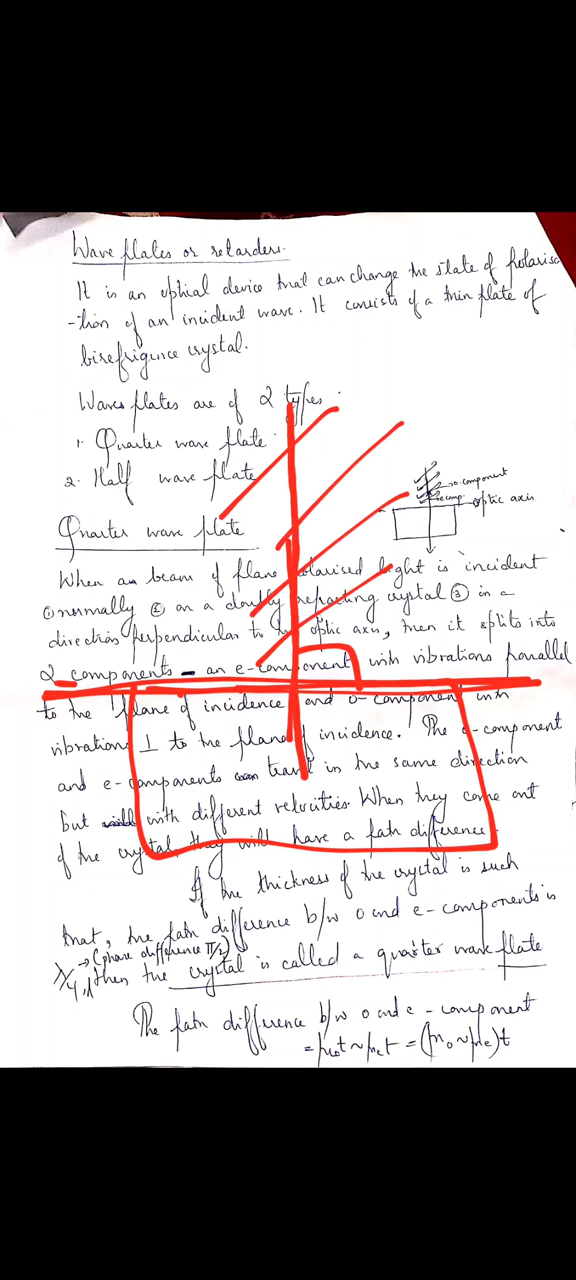 Wave plates or retarders.
It is an optical device that can change the state of polarisa
-tion of an incident wave. It consists of a thin plate of
birefrigence crystal.
Waves plates are of 2 types.
1. Quarter wave plate
2. Half wave plate
o-component
e-comp
optic axis
Quarter wave plate
When a beam of plane polarised light is incident
① normally ② on a doubly refracting crystal ③ in a
direction perpendicular to the optic axis, then it splits into
2 components - an e-component with vibrations parallel
to the plane of incidence and o-component with
vibrations ⊥ to the plane of incidence. The o-component
and e-components travel in the same direction
but with different velocities. When they come out
of the crystal, they will have a path difference.
If the thickness of the crystal is such
that, the path difference b/w o and e-components is
→ (phase difference π/2)
λ/4, then the crystal is called a quarter wave plate
The path difference b/w o and e-component
= μot ~ μet = (μo ~ μe)t